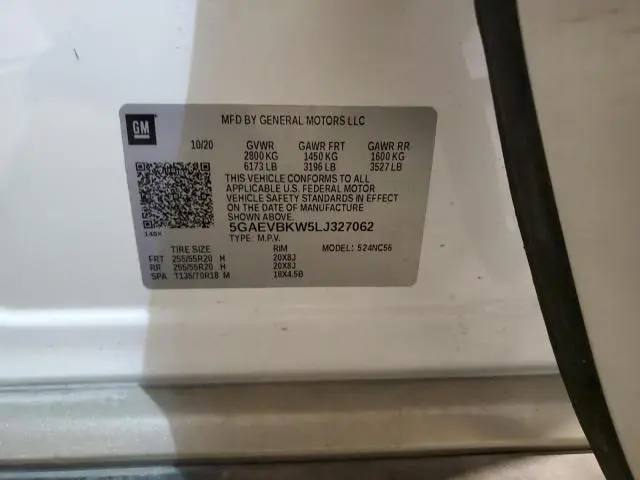 GM
MFD BY GENERAL MOTORS LLC
10/20 GVWR GAWR FRT GAWR RR
2800 KG 1450 KG 1600 KG
6173 LB 3196 LB 3527 LB
THIS VEHICLE CONFORMS TO ALL
APPLICABLE U.S. FEDERAL MOTOR
VEHICLE SAFETY STANDARDS IN EFFECT
ON THE DATE OF MANUFACTURE
SHOWN ABOVE.
140X
5GAEVBKW5LJ327062
TYPE: M.P.V.
TIRE SIZE RIM MODEL: 524NC56
FRT 255/55R20 H 20X8J
RR 255/55R20 H 20X8J
SPA T135/70R18 M 18X4.5B